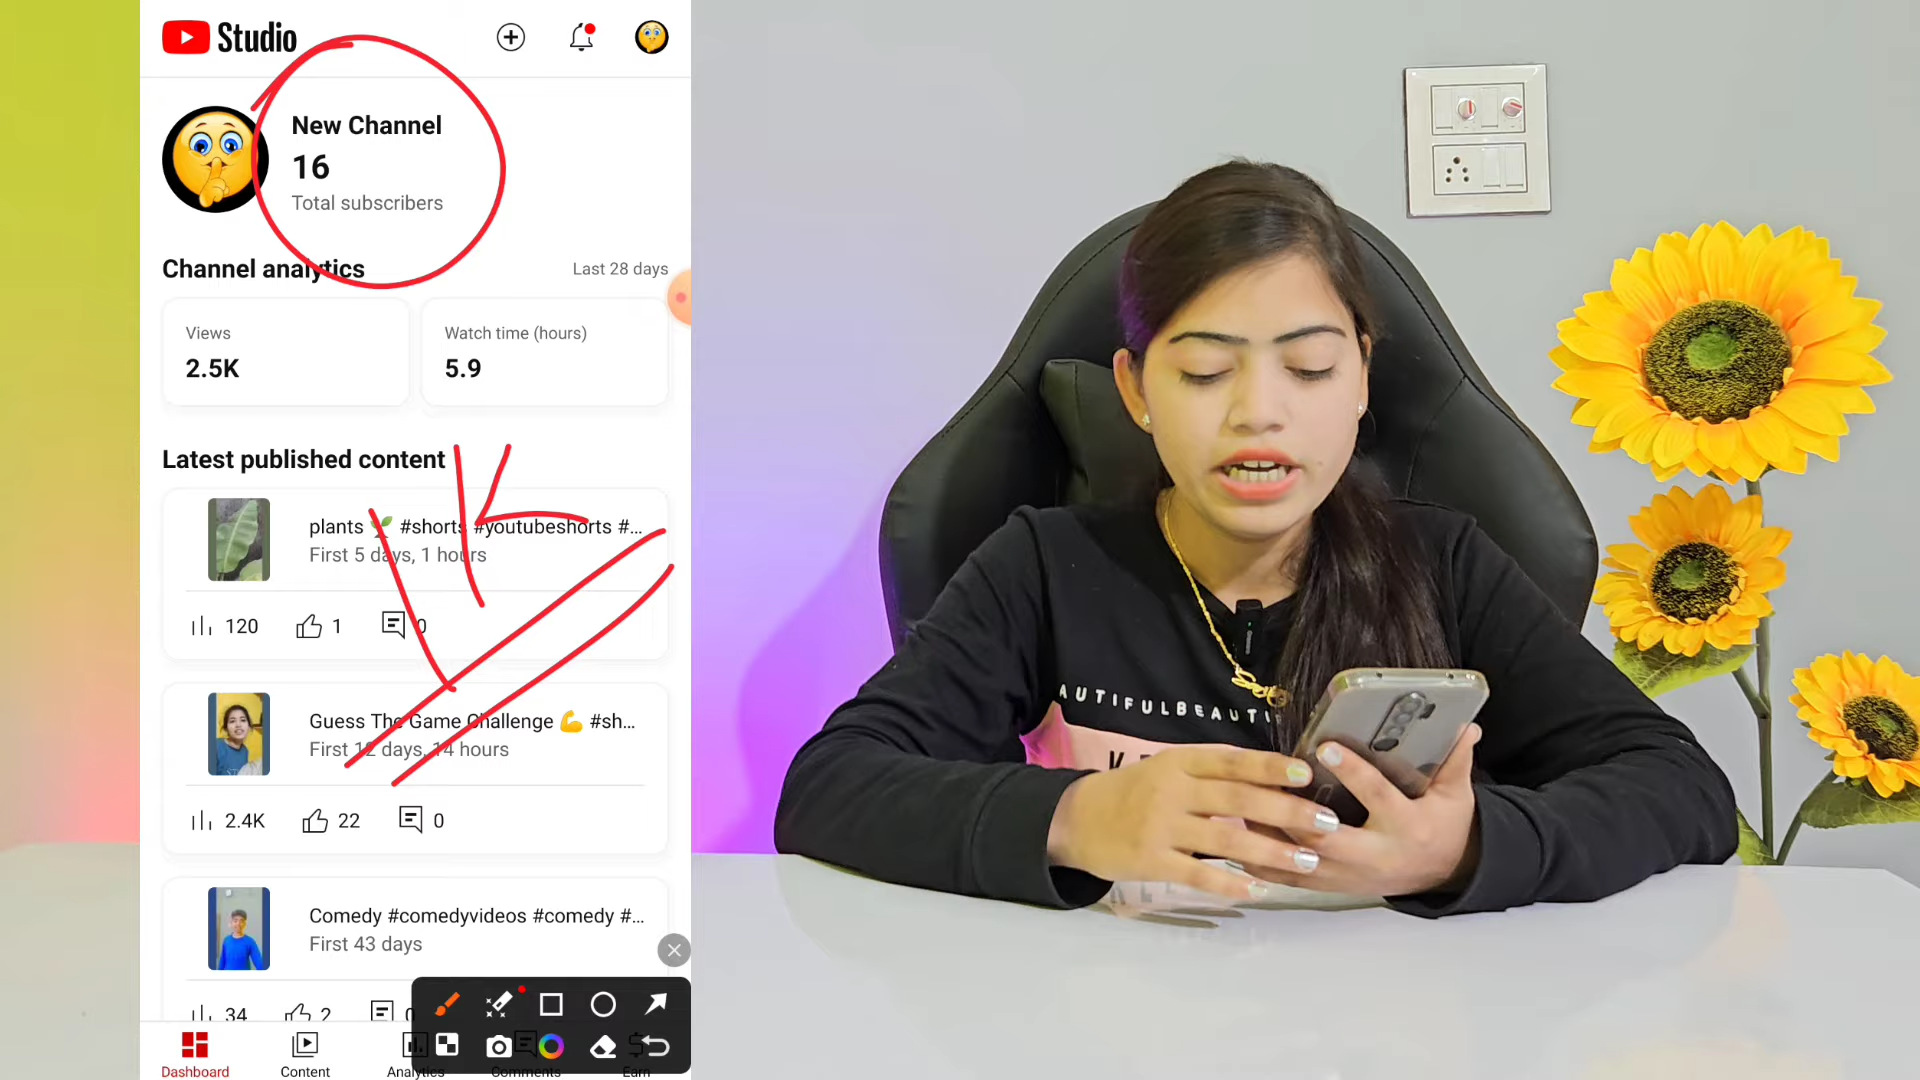 Studio
New Channel
16
Total subscribers
Channel analytics
Last 28 days
Views
2.5K
Watch time (hours)
5.9
Latest published content
1K
plants 🌿 #shorts #youtubeshorts #...
First 5 days, 1 hours
120
1
0
Guess The Game Challenge 💪 #sh...
First 12 days, 14 hours
2.4K
22
0
Comedy #comedyvideos #comedy #...
First 43 days
34
2
0
Dashboard
Content
Analytics
Comments
Earn
AUTIFULBEAUTI